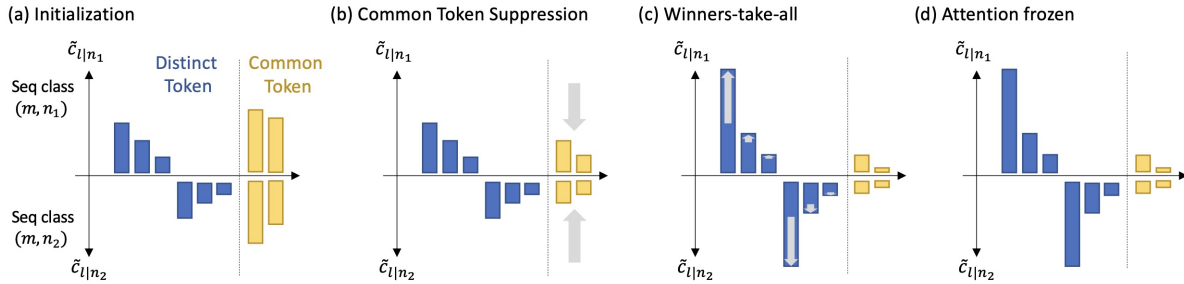 (a) Initialization
(b) Common Token Suppression
(c) Winners-take-all
(d) Attention frozen
c̃_{l|n_1}
Distinct
Token
Common
Token
Seq class
(m, n_1)
Seq class
(m, n_2)
c̃_{l|n_2}
c̃_{l|n_1}
c̃_{l|n_2}
c̃_{l|n_1}
c̃_{l|n_2}
c̃_{l|n_1}
c̃_{l|n_2}